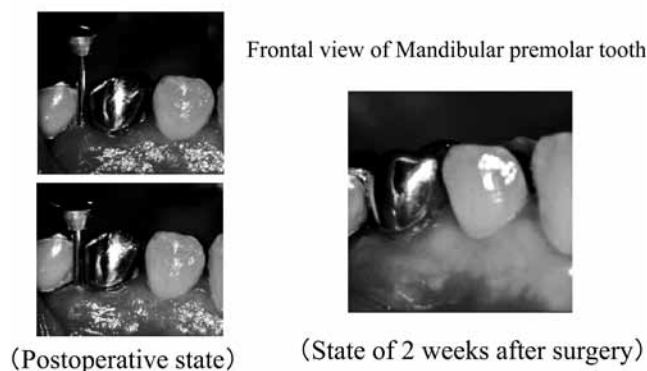 Frontal view of Mandibular premolar tooth
(Postoperative state)
(State of 2 weeks after surgery)